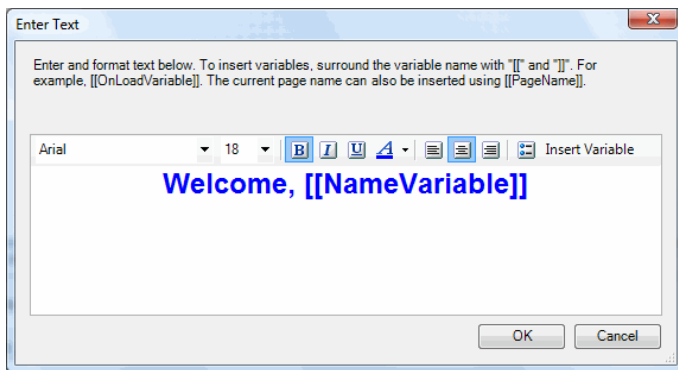 Enter Text
Enter and format text below. To insert variables, surround the variable name with "[[" and "]]". For
example, [[OnLoadVariable]]. The current page name can also be inserted using [[PageName]].
Arial 18 B I U A Insert Variable
Welcome, [[NameVariable]]
OK Cancel